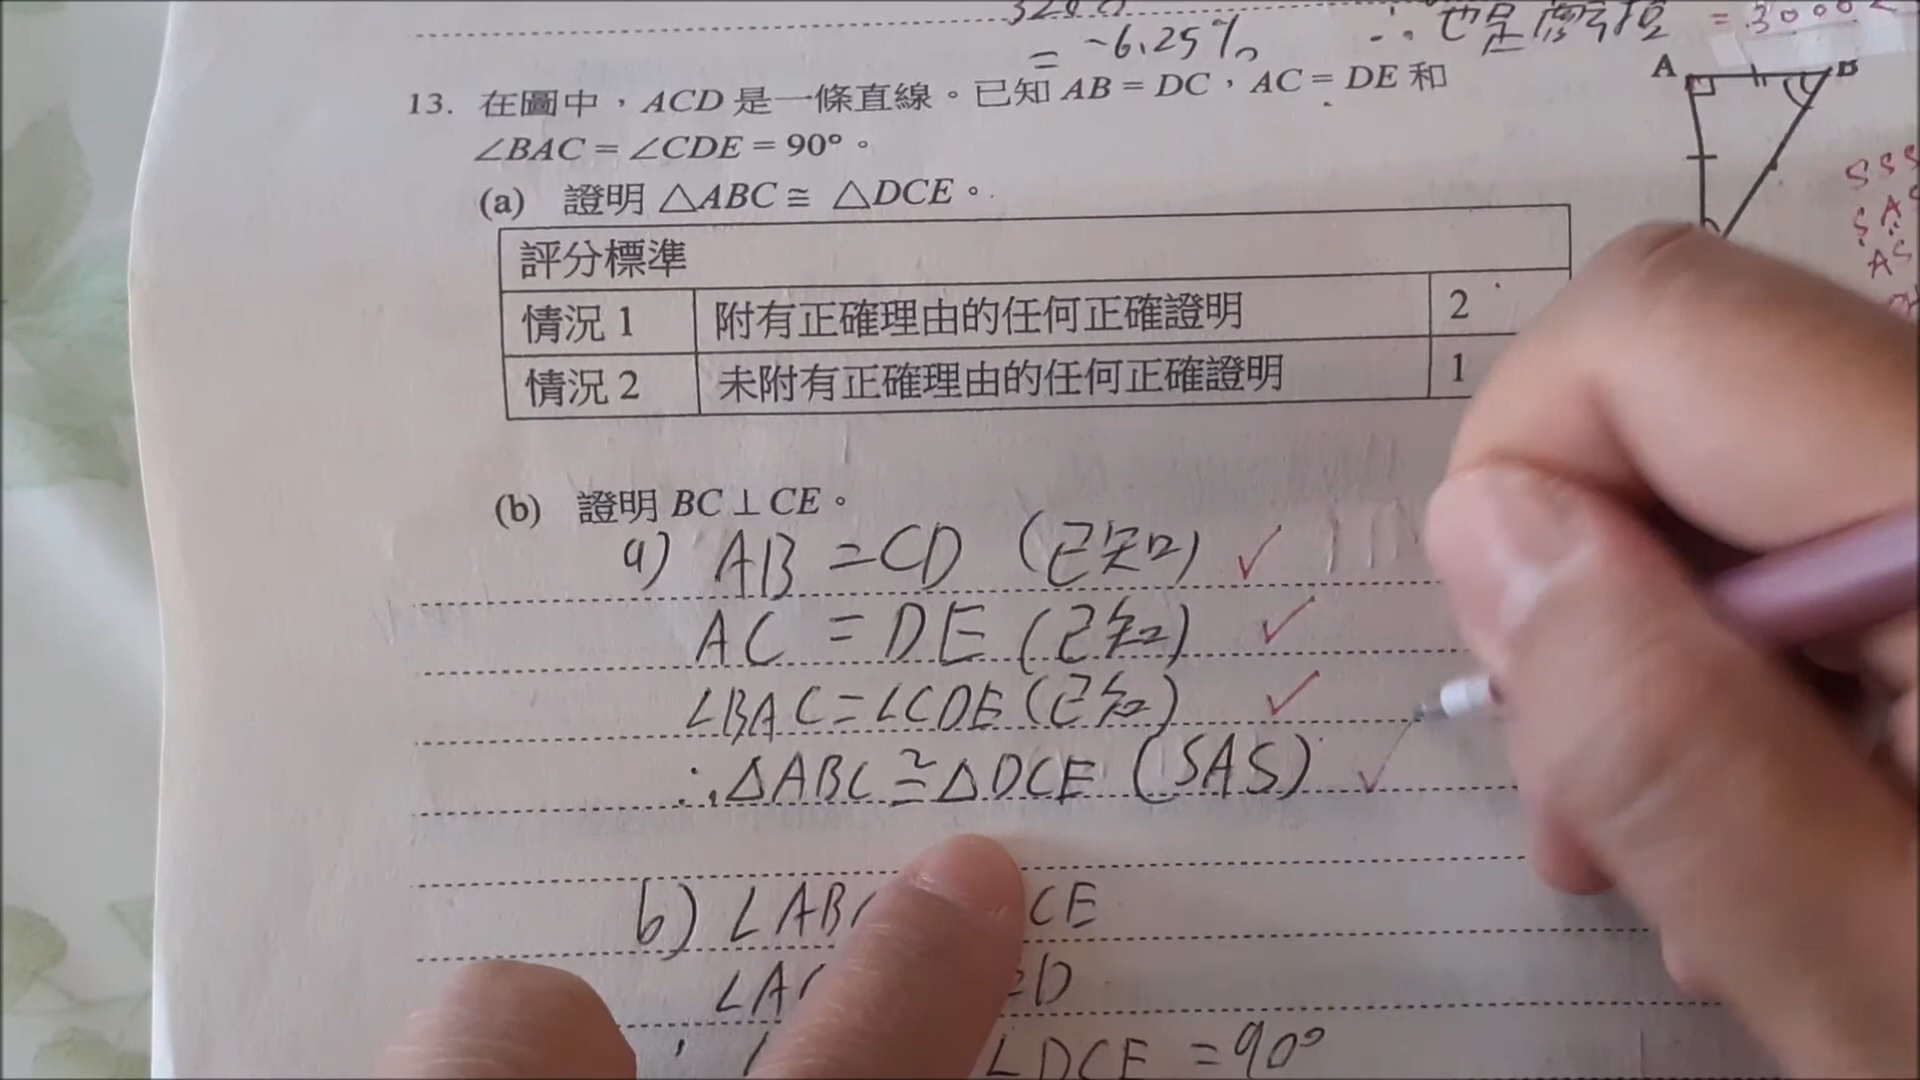 = -6.25%
∴ 也是
= 3000
13. 在圖中，ACD 是一條直線。已知 AB = DC，AC = DE 和
∠BAC = ∠CDE = 90°。
A B
(a) 證明 △ABC ≅ △DCE。
SSS
SAS
AS
評分標準
情況 1 附有正確理由的任何正確證明 2
情況 2 未附有正確理由的任何正確證明 1
(b) 證明 BC ⊥ CE。
a) AB = CD (已知)
AC = DE (已知)
∠BAC = ∠CDE (已知)
∴ △ABC ≅ △DCE (SAS)
b) ∠AB CE
∠A D
∠DCE = 90°